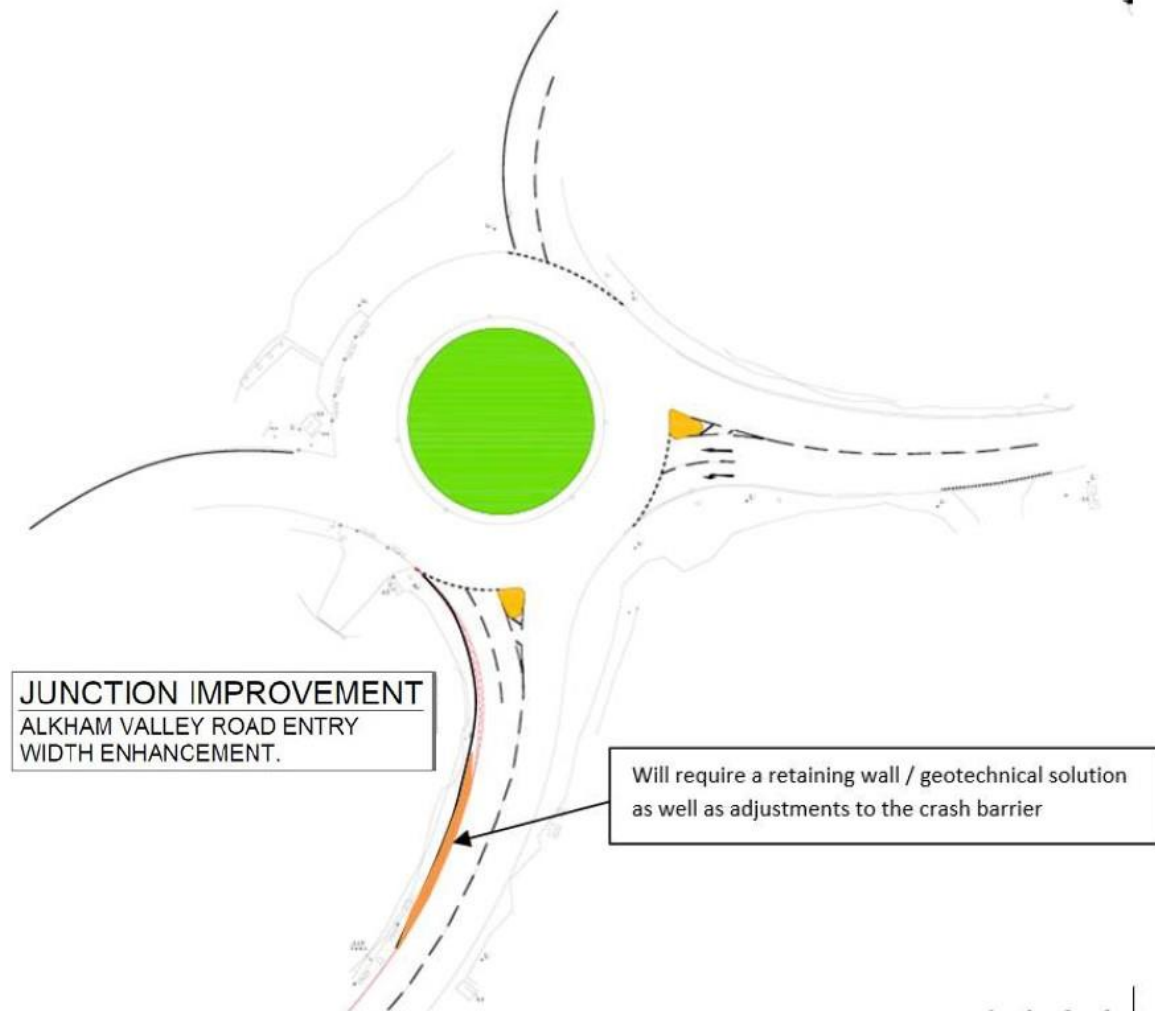 JUNCTION IMPROVEMENT
ALKHAM VALLEY ROAD ENTRY
WIDTH ENHANCEMENT.
Will require a retaining wall / geotechnical solution
as well as adjustments to the crash barrier